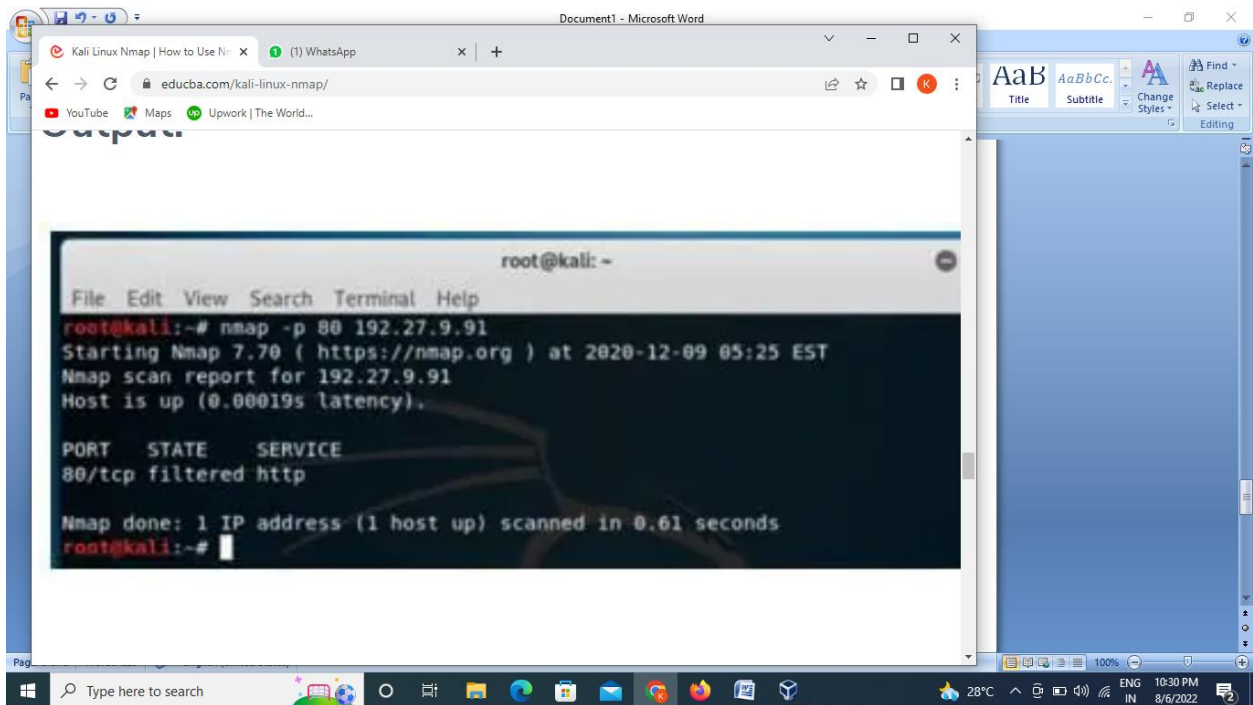 Document1 - Microsoft Word
Kali Linux Nmap | How to Use Nm
(1) WhatsApp
educba.com/kali-linux-nmap/
K
YouTube Maps Upwork | The World...
AaB AaBbCc. A
Title Subtitle Change Styles
Find
Replace
Select
Editing
Output:
root@kali: ~
File Edit View Search Terminal Help
root@kali:~# nmap -p 80 192.27.9.91
Starting Nmap 7.70 ( https://nmap.org ) at 2020-12-09 05:25 EST
Nmap scan report for 192.27.9.91
Host is up (0.00019s latency).
PORT STATE SERVICE
80/tcp filtered http
Nmap done: 1 IP address (1 host up) scanned in 0.61 seconds
root@kali:~#
100%
Type here to search
28°C
ENG 10:30 PM
IN 8/6/2022
2